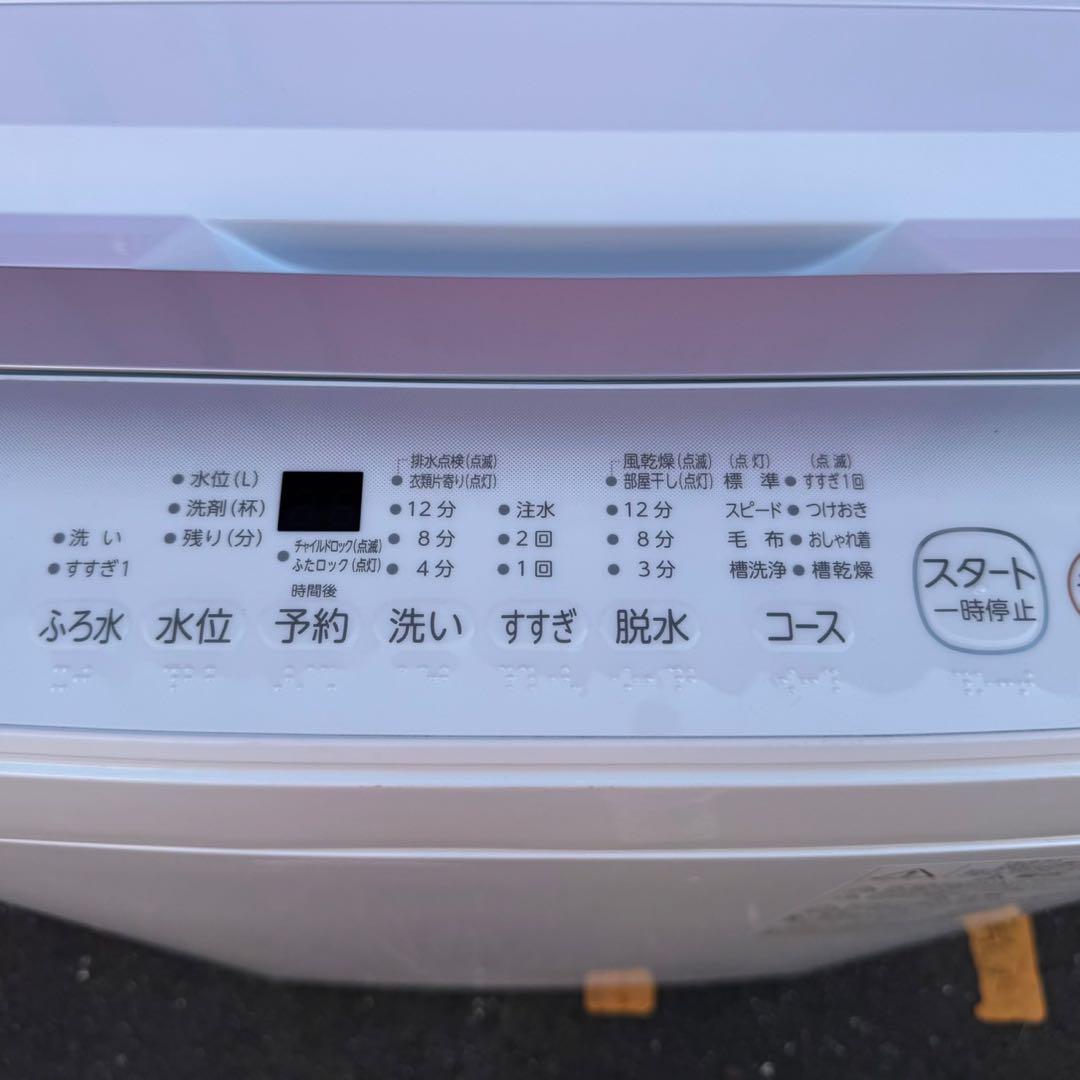 洗い
すすぎ1
ふろ水
水位(L)
洗剤(杯)
残り(分)
水位
チャイルドロック(点滅)
ふたロック(点灯)
時間後
予約
排水点検(点滅)
衣類片寄り(点灯)
12分
8分
4分
洗い
注水
2回
1回
すすぎ
風乾燥(点滅)
部屋干し(点灯)
12分
8分
3分
脱水
(点灯) (点滅)
標準 すすぎ1回
スピード つけおき
毛布 おしゃれ着
槽洗浄 槽乾燥
コース
スタート
一時停止